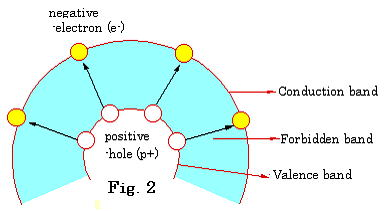 negative
-electron (e-)
Conduction band
positive
-hole (p+)
Forbidden band
Valence band
Fig. 2